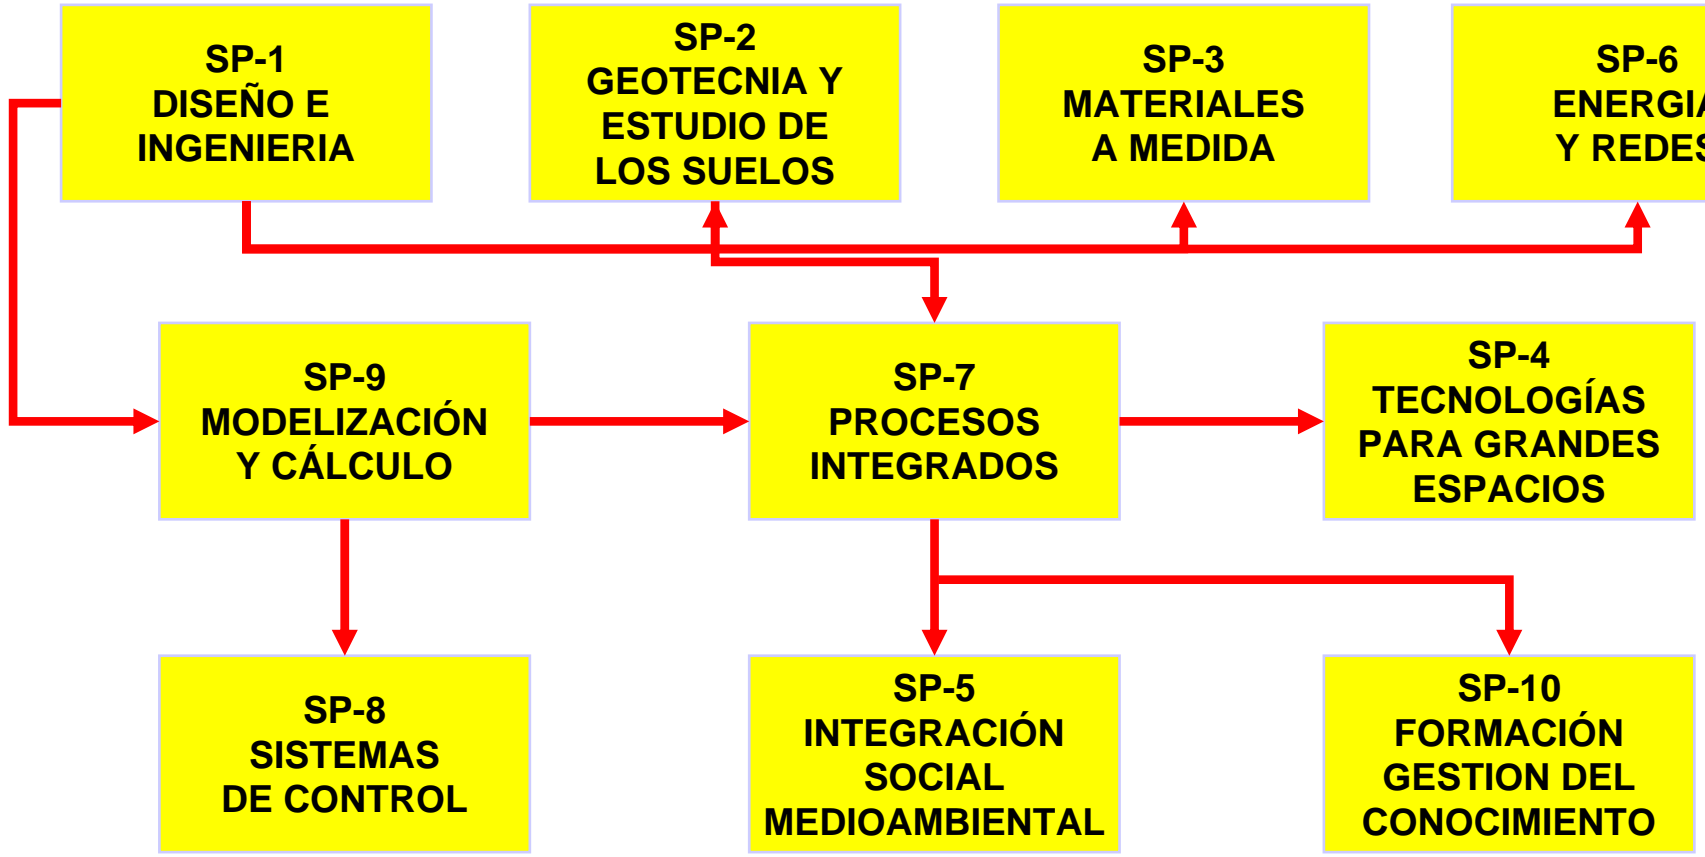 SP-1
DISEÑO E
INGENIERIA
SP-2
GEOTECNIA Y
ESTUDIO DE
LOS SUELOS
SP-3
MATERIALES
A MEDIDA
SP-6
ENERGIA
Y REDES
SP-9
MODELIZACIÓN
Y CÁLCULO
SP-7
PROCESOS
INTEGRADOS
SP-4
TECNOLOGÍAS
PARA GRANDES
ESPACIOS
SP-8
SISTEMAS
DE CONTROL
SP-5
INTEGRACIÓN
SOCIAL
MEDIOAMBIENTAL
SP-10
FORMACIÓN
GESTION DEL
CONOCIMIENTO